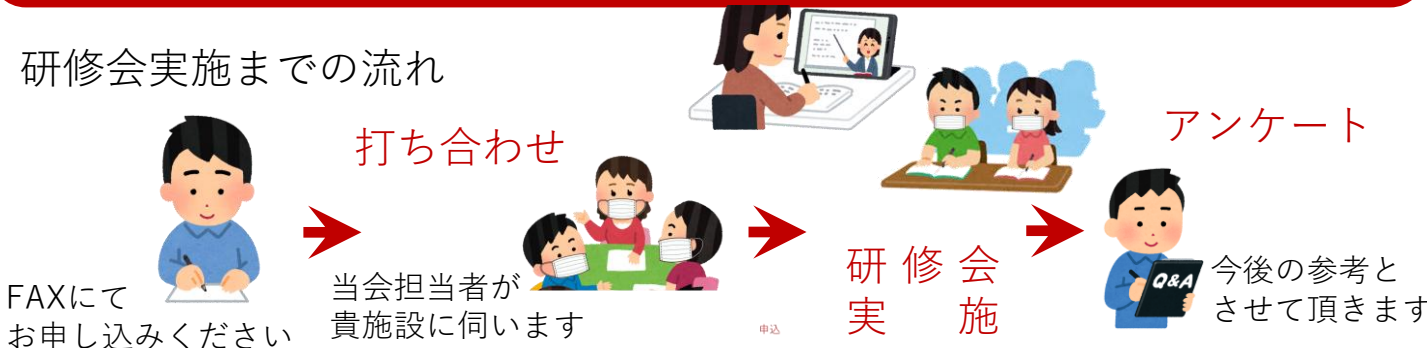 研修会実施までの流れ
FAXにて
お申し込みください
打ち合わせ
当会担当者が
貴施設に伺います
申込
研修会
実施
アンケート
Q&A
今後の参考と
させて頂きます